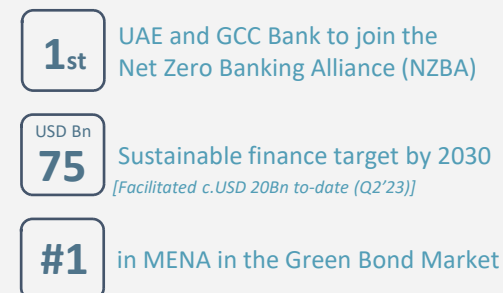 1st
UAE and GCC Bank to join the
Net Zero Banking Alliance (NZBA)
USD Bn
75
Sustainable finance target by 2030
[Facilitated c.USD 20Bn to-date (Q2’23)]
#1
in MENA in the Green Bond Market